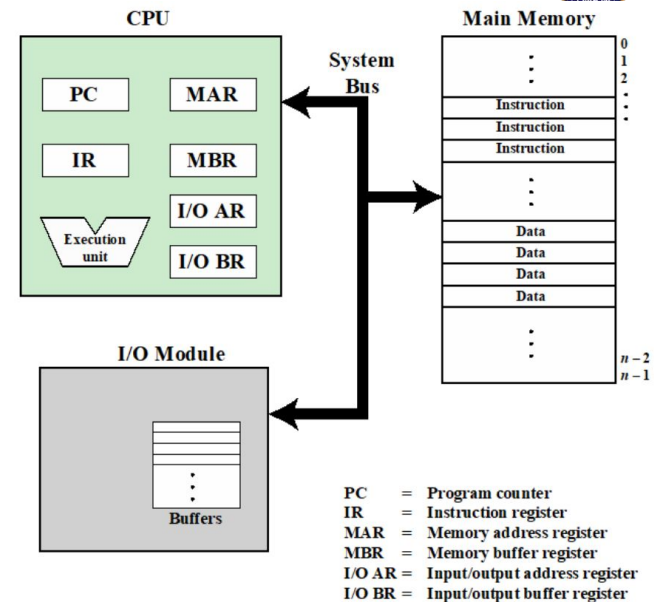 CPU
PC
MAR
IR
MBR
I/O AR
Execution
unit
I/O BR
System
Bus
Main Memory
0
1
2
Instruction
Instruction
Instruction
Data
Data
Data
Data
n – 2
n – 1
I/O Module
Buffers
PC = Program counter
IR = Instruction register
MAR = Memory address register
MBR = Memory buffer register
I/O AR = Input/output address register
I/O BR = Input/output buffer register